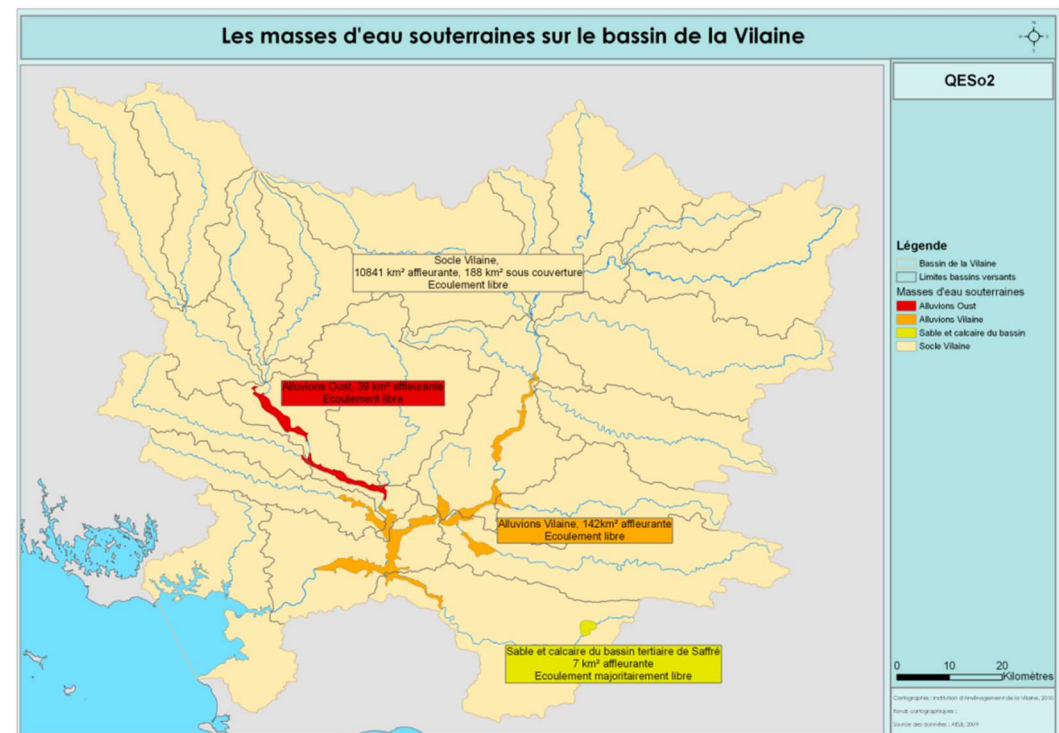 Les masses d'eau souterraines sur le bassin de la Vilaine
QESo2
Socle Vilaine,
10841 km² affleurante, 188 km² sous couverture
Ecoulement libre
Alluvions Oust, 39 km² affleurante
Ecoulement libre
Alluvions Vilaine, 142km² affleurante
Ecoulement libre
Sable et calcaire du bassin tertiaire de Saffré
7 km² affleurante
Ecoulement majoritairement libre
Légende
Bassin de la Vilaine
Limites bassins versants
Masses d'eau souterraines
Alluvions Oust
Alluvions Vilaine
Sable et calcaire du bassin
Socle Vilaine
0 10 20
Kilomètres
Cartographie : Institution d'Aménagement de la Vilaine, 2010
Fonds cartographiques :
Source des données : AELB, 2009